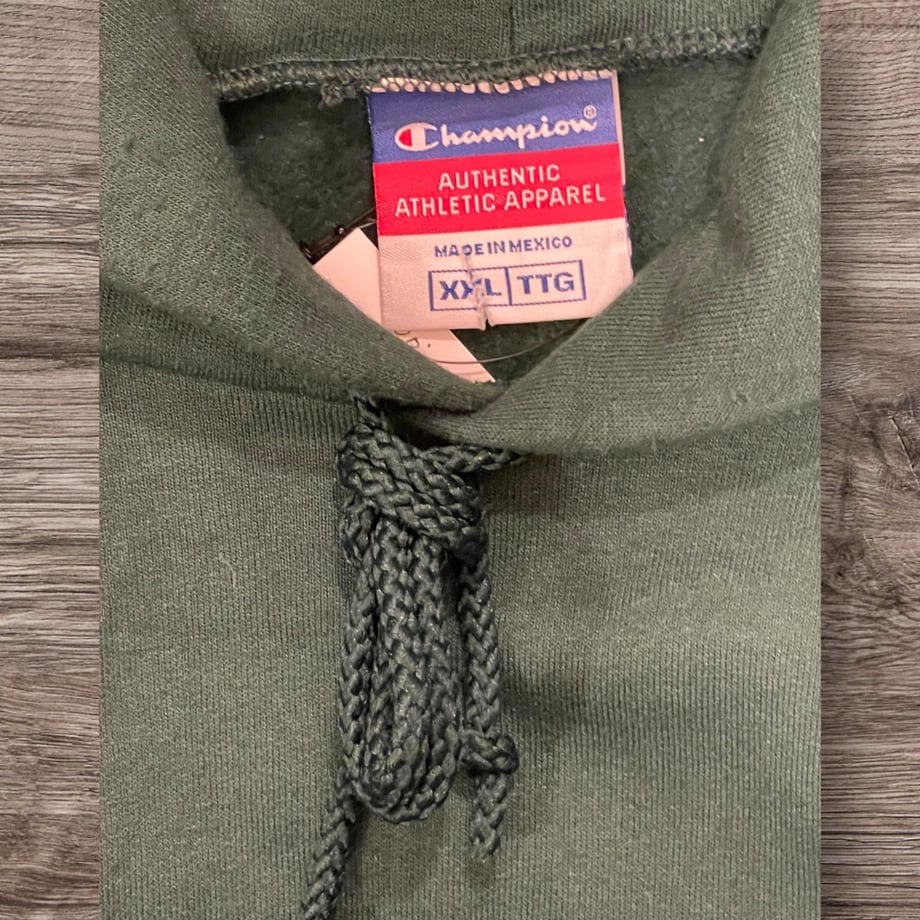 Champion®
AUTHENTIC
ATHLETIC APPAREL
MADE IN MEXICO
XXL TTG